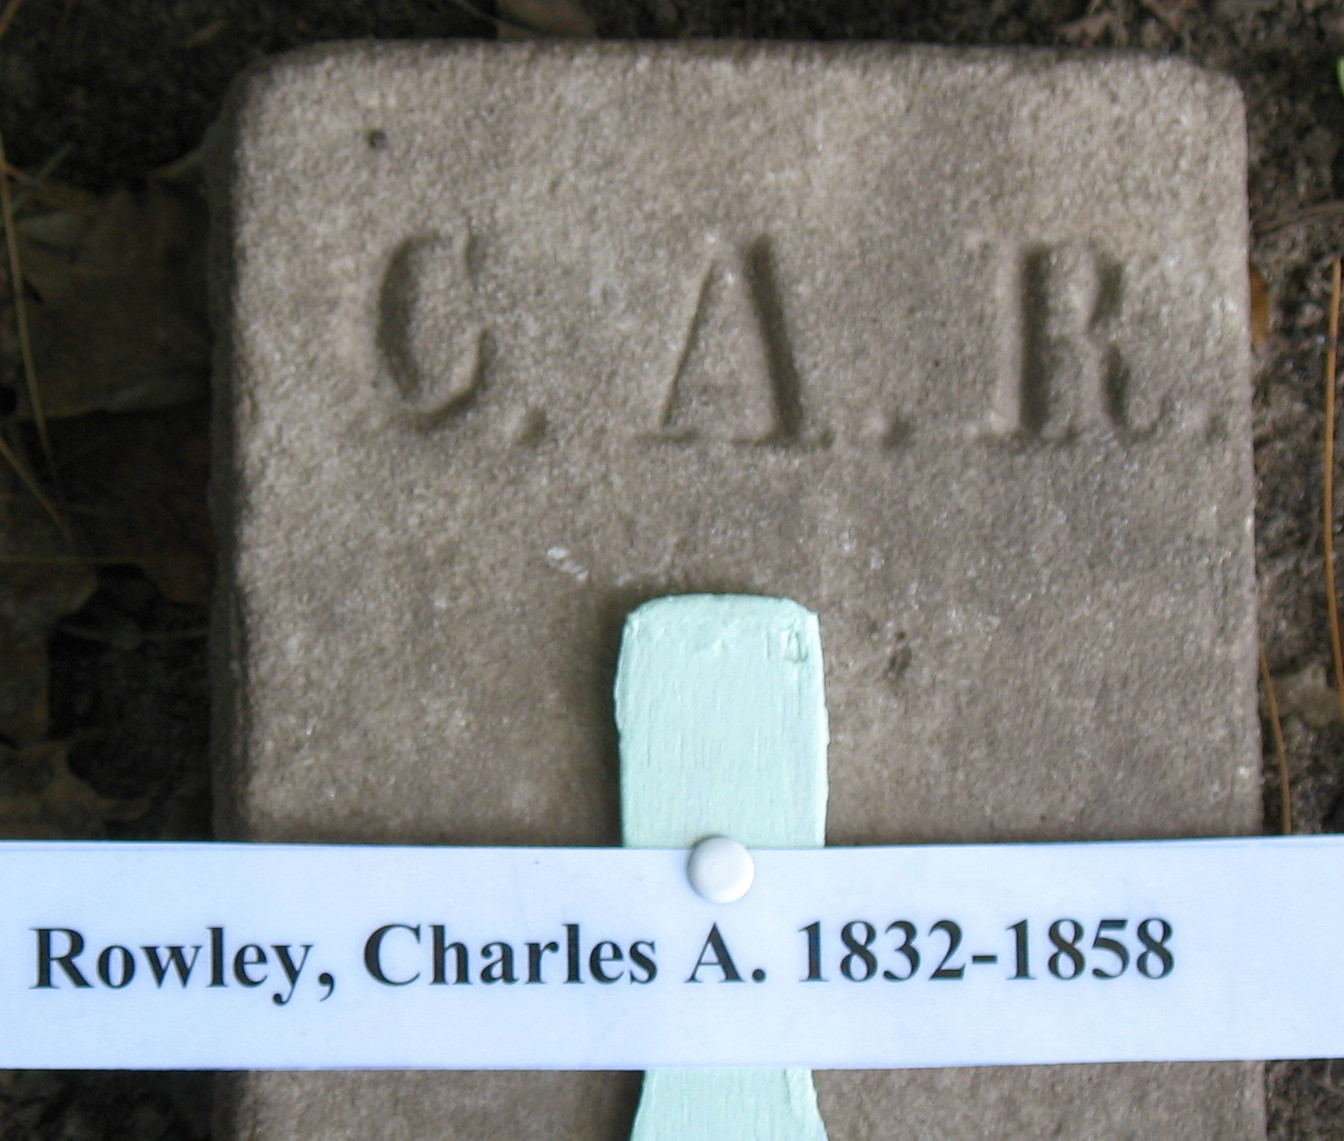 C. A. R.
Rowley, Charles A. 1832-1858